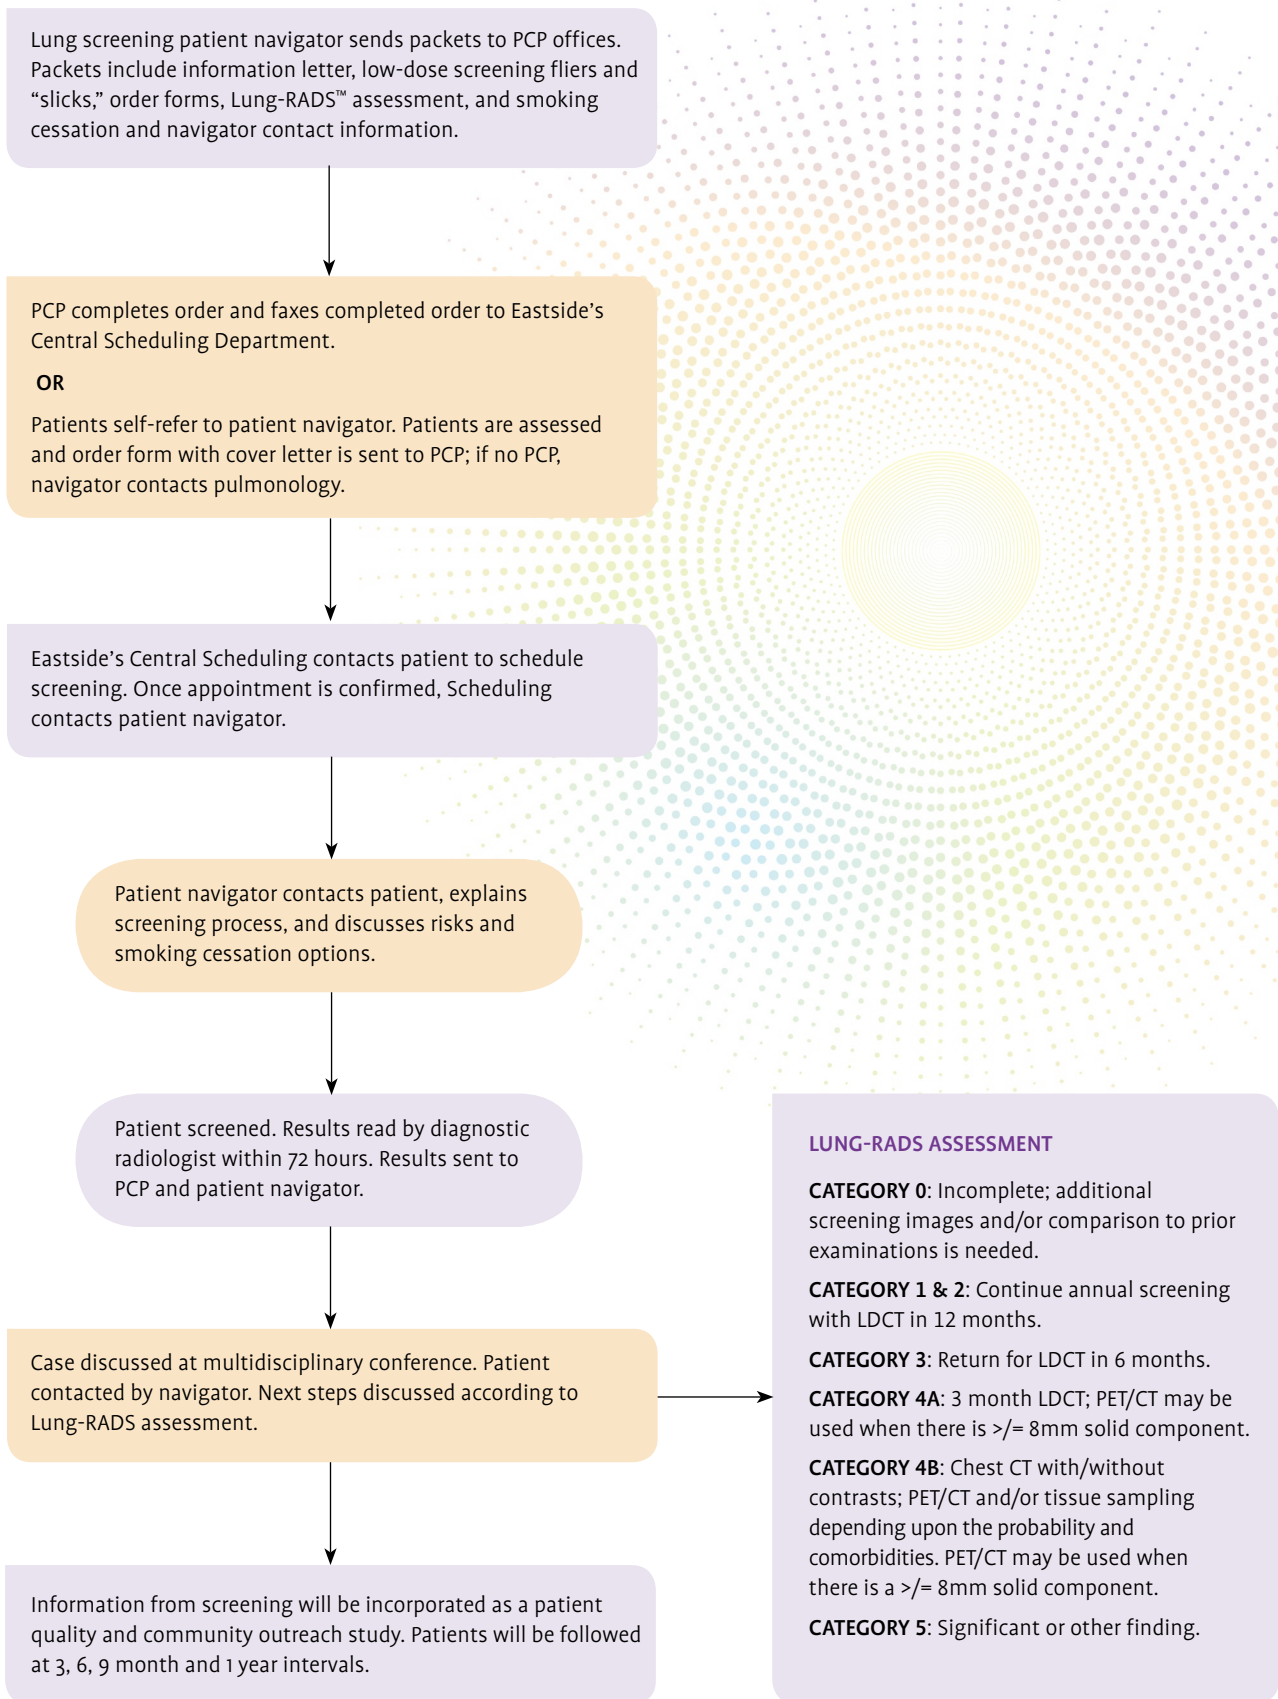 Lung screening patient navigator sends packets to PCP offices.
Packets include information letter, low-dose screening fliers and
“slicks,” order forms, Lung-RADS™ assessment, and smoking
cessation and navigator contact information.
PCP completes order and faxes completed order to Eastside’s
Central Scheduling Department.
OR
Patients self-refer to patient navigator. Patients are assessed
and order form with cover letter is sent to PCP; if no PCP,
navigator contacts pulmonology.
Eastside’s Central Scheduling contacts patient to schedule
screening. Once appointment is confirmed, Scheduling
contacts patient navigator.
Patient navigator contacts patient, explains
screening process, and discusses risks and
smoking cessation options.
Patient screened. Results read by diagnostic
radiologist within 72 hours. Results sent to
PCP and patient navigator.
Case discussed at multidisciplinary conference. Patient
contacted by navigator. Next steps discussed according to
Lung-RADS assessment.
Information from screening will be incorporated as a patient
quality and community outreach study. Patients will be followed
at 3, 6, 9 month and 1 year intervals.
LUNG-RADS ASSESSMENT
CATEGORY 0: Incomplete; additional
screening images and/or comparison to prior
examinations is needed.
CATEGORY 1 & 2: Continue annual screening
with LDCT in 12 months.
CATEGORY 3: Return for LDCT in 6 months.
CATEGORY 4A: 3 month LDCT; PET/CT may be
used when there is >/= 8mm solid component.
CATEGORY 4B: Chest CT with/without
contrasts; PET/CT and/or tissue sampling
depending upon the probability and
comorbidities. PET/CT may be used when
there is a >/= 8mm solid component.
CATEGORY 5: Significant or other finding.